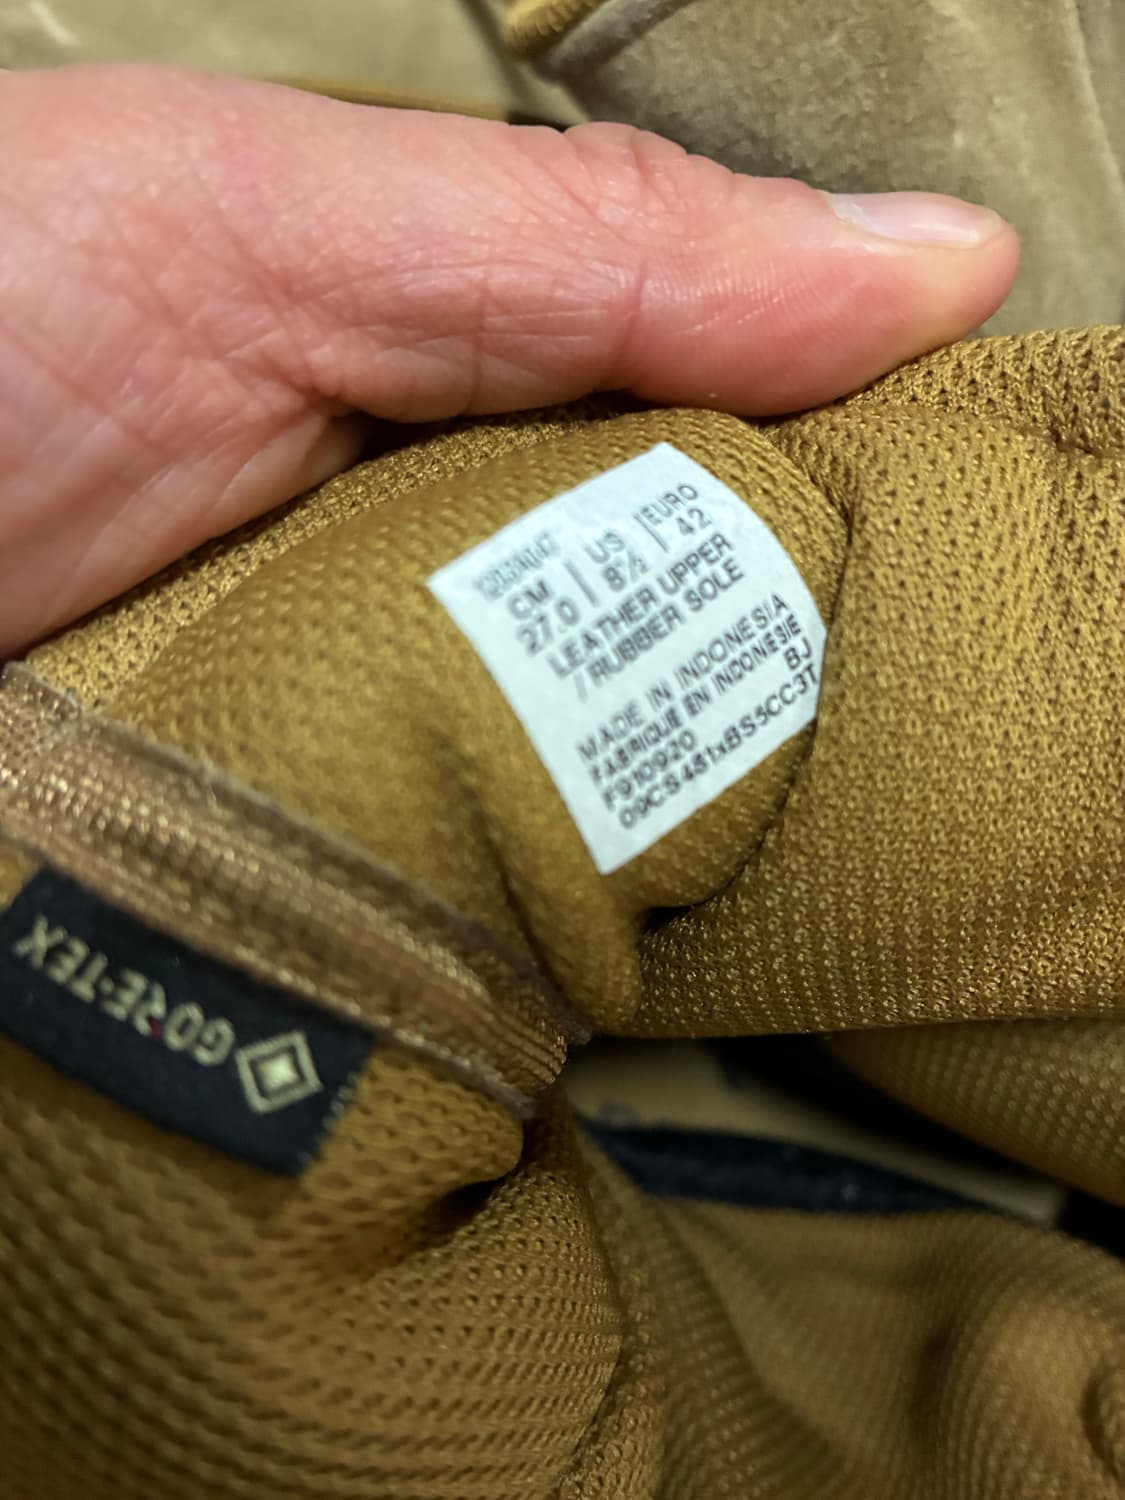 CM | US | EURO
27.0 | 8½ | 42
LEATHER UPPER
/ RUBBER SOLE
MADE IN INDONESIA
FABRIQUE EN INDONESIE
F910920 BJ
GORE-TEX